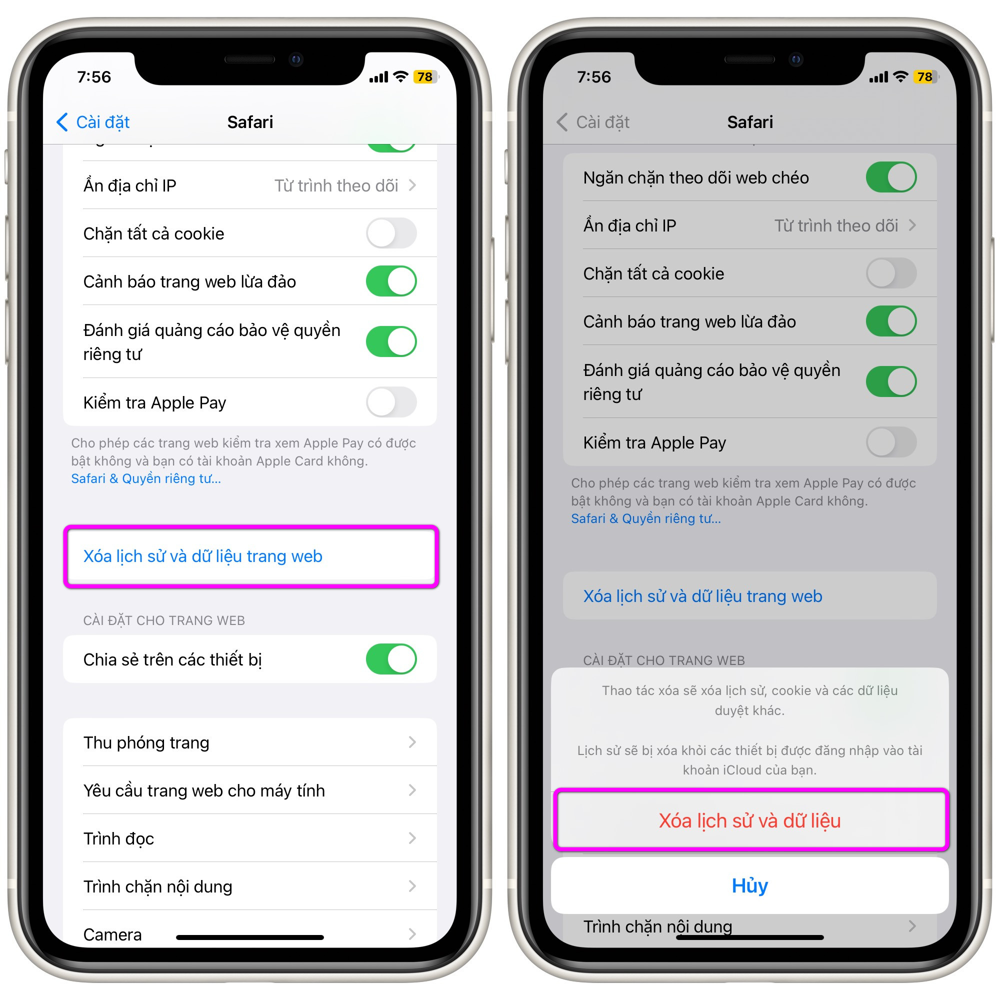 7:56
78
Cài đặt
Safari
Ẩn địa chỉ IP
Từ trình theo dõi
Chặn tất cả cookie
Cảnh báo trang web lừa đảo
Đánh giá quảng cáo bảo vệ quyền
riêng tư
Kiểm tra Apple Pay
Cho phép các trang web kiểm tra xem Apple Pay có được
bật không và bạn có tài khoản Apple Card không.
Safari & Quyền riêng tư...
Xóa lịch sử và dữ liệu trang web
CÀI ĐẶT CHO TRANG WEB
Chia sẻ trên các thiết bị
Thu phóng trang
Yêu cầu trang web cho máy tính
Trình đọc
Trình chặn nội dung
Camera
7:56
78
Cài đặt
Safari
Ngăn chặn theo dõi web chéo
Ẩn địa chỉ IP
Từ trình theo dõi
Chặn tất cả cookie
Cảnh báo trang web lừa đảo
Đánh giá quảng cáo bảo vệ quyền
riêng tư
Kiểm tra Apple Pay
Cho phép các trang web kiểm tra xem Apple Pay có được
bật không và bạn có tài khoản Apple Card không.
Safari & Quyền riêng tư...
Xóa lịch sử và dữ liệu trang web
CÀI ĐẶT CHO TRANG WEB
Thao tác xóa sẽ xóa lịch sử, cookie và các dữ liệu
duyệt khác.
Lịch sử sẽ bị xóa khỏi các thiết bị được đăng nhập vào tài
khoản iCloud của bạn.
Xóa lịch sử và dữ liệu
Hủy
Trình chặn nội dung